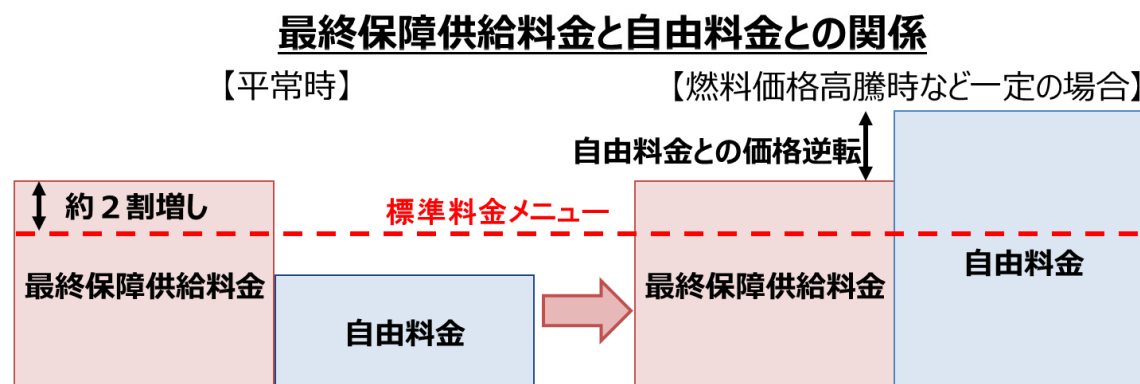 最終保障供給料金と自由料金との関係
【平常時】
【燃料価格高騰時など一定の場合】
自由料金との価格逆転
約２割増し
標準料金メニュー
最終保障供給料金
自由料金
最終保障供給料金
自由料金